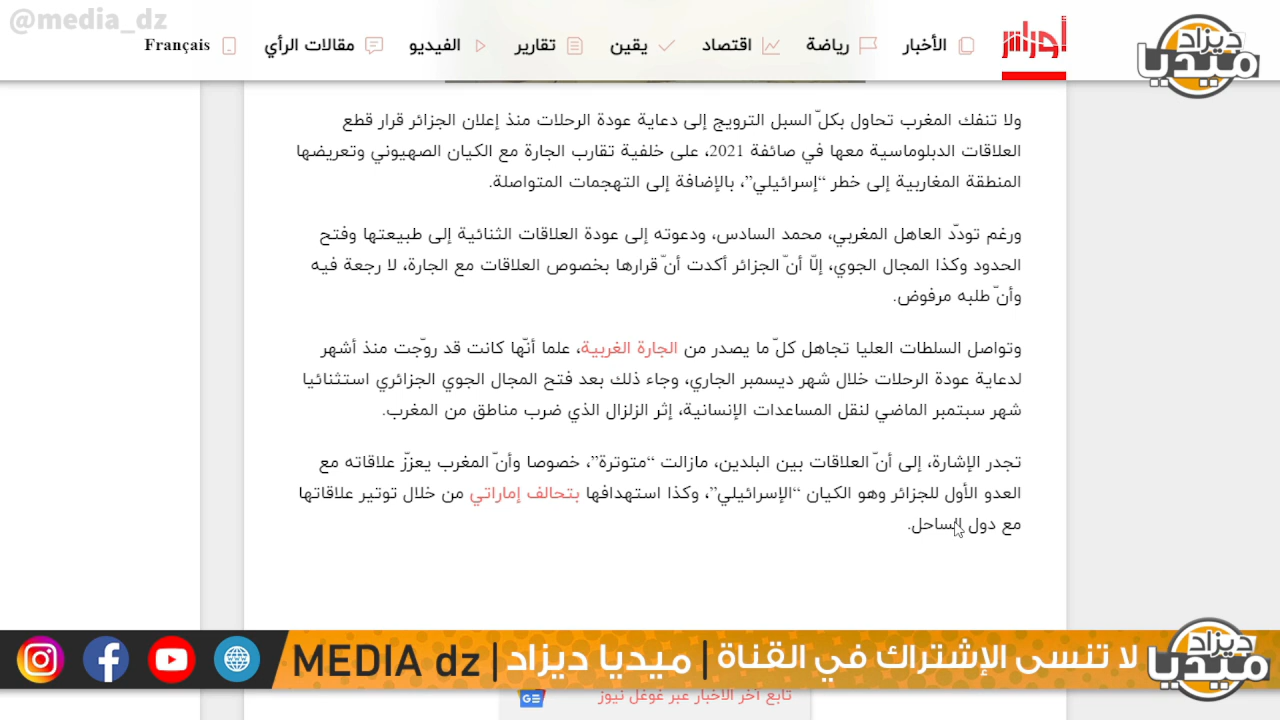 @media_dz
أوراس
الأخبار
رياضة
اقتصاد
يقين
تقارير
الفيديو
مقالات الرأي
Français
ديزاد
ميديا
ولا تنفك المغرب تحاول بكلّ السبل الترويج إلى دعاية عودة الرحلات منذ إعلان الجزائر قرار قطع
العلاقات الدبلوماسية معها في صائفة 2021، على خلفية تقارب الجارة مع الكيان الصهيوني وتعريضها
المنطقة المغاربية إلى خطر “إسرائيلي”، بالإضافة إلى التهجمات المتواصلة.
ورغم تودّد العاهل المغربي، محمد السادس، ودعوته إلى عودة العلاقات الثنائية إلى طبيعتها وفتح
الحدود وكذا المجال الجوي، إلّا أنّ الجزائر أكدت أنّ قرارها بخصوص العلاقات مع الجارة، لا رجعة فيه
وأنّ طلبه مرفوض.
وتواصل السلطات العليا تجاهل كلّ ما يصدر من الجارة الغربية، علما أنّها كانت قد روّجت منذ أشهر
لدعاية عودة الرحلات خلال شهر ديسمبر الجاري، وجاء ذلك بعد فتح المجال الجوي الجزائري استثنائيا
شهر سبتمبر الماضي لنقل المساعدات الإنسانية، إثر الزلزال الذي ضرب مناطق من المغرب.
تجدر الإشارة، إلى أنّ العلاقات بين البلدين، مازالت “متوترة”، خصوصا وأنّ المغرب يعزّز علاقاته مع
العدو الأول للجزائر وهو الكيان “الإسرائيلي”، وكذا استهدافها بتحالف إماراتي من خلال توتير علاقاتها
مع دول الساحل.
لا تنسى الإشتراك في القناة | ميديا ديزاد | MEDIA dz
ديزاد
ميديا
تابع آخر الأخبار عبر غوغل نيوز